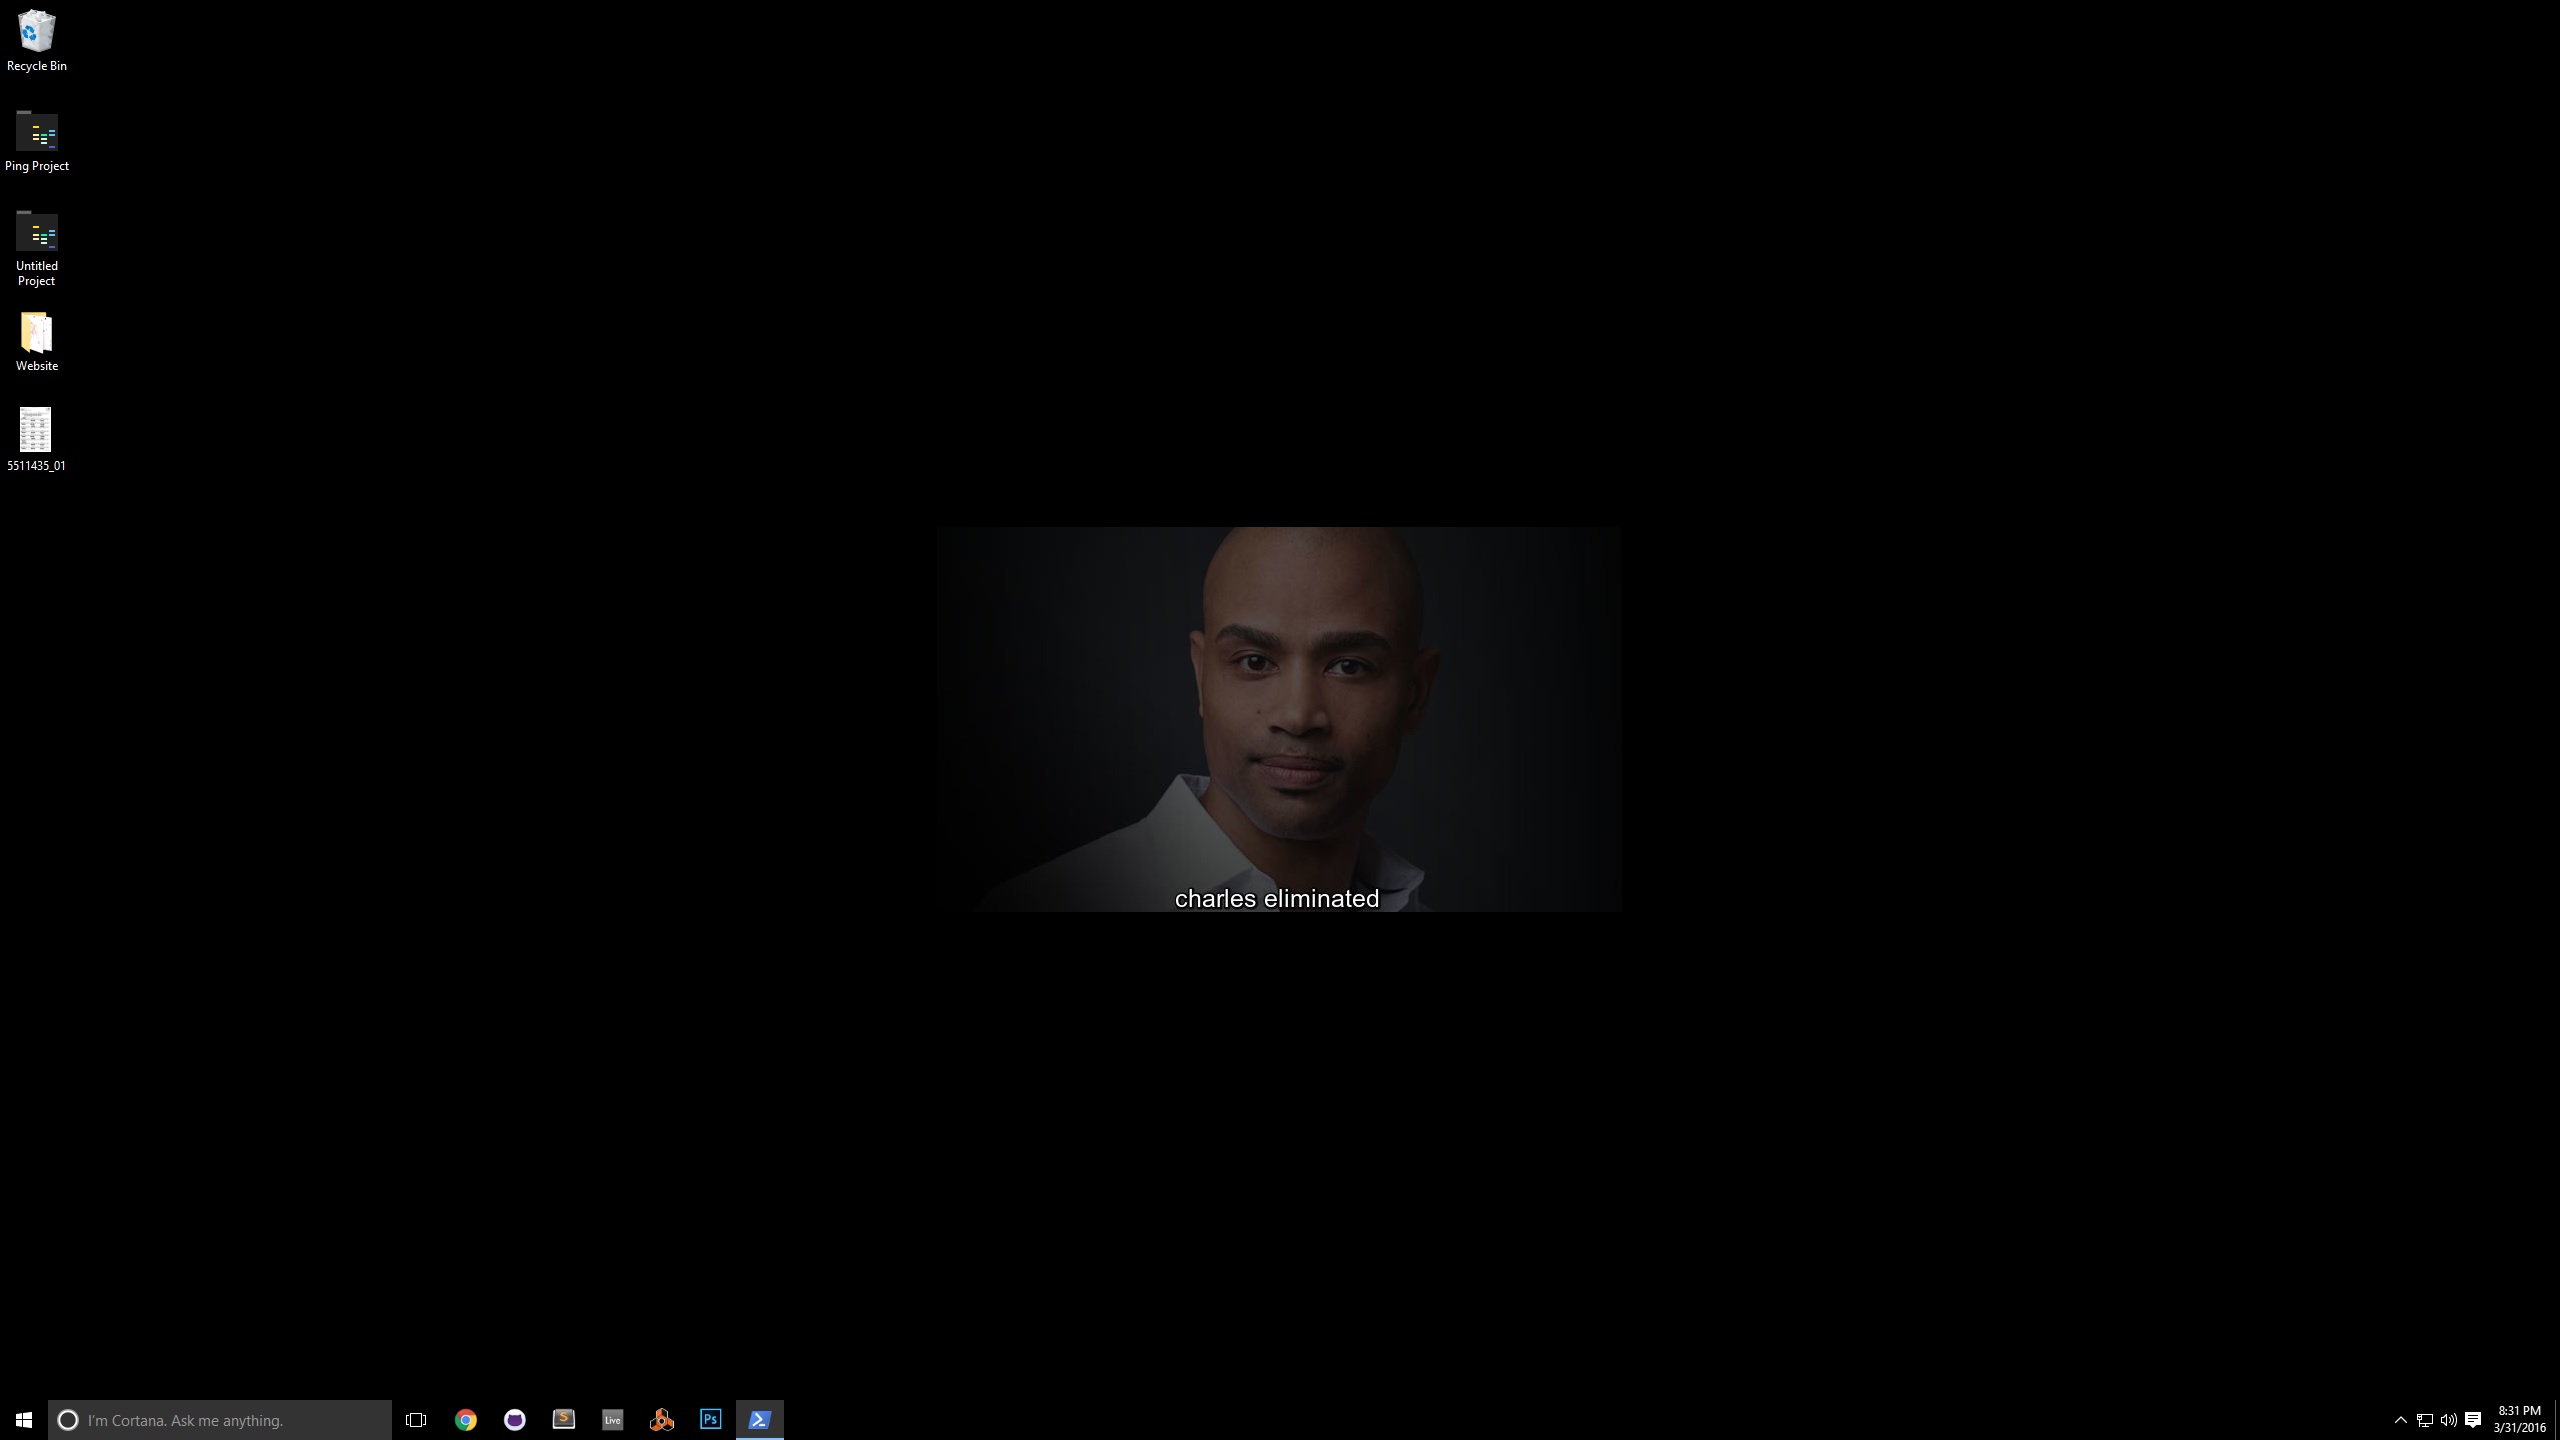 Recycle Bin
Ping Project
Untitled
Project
Website
5511435_01
charles eliminated
I'm Cortana. Ask me anything.
S
Live
Ps
8:31 PM
3/31/2016